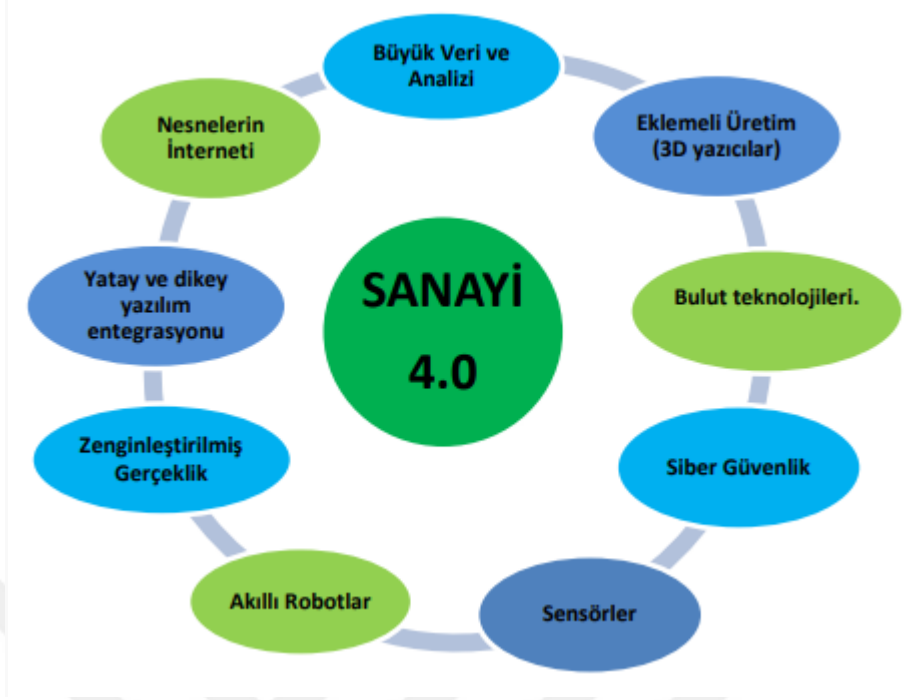 Büyük Veri ve
Analizi
Eklemeli Üretim
(3D yazıcılar)
Bulut teknolojileri.
Siber Güvenlik
Sensörler
Akıllı Robotlar
Zenginleştirilmiş
Gerçeklik
Yatay ve dikey
yazılım
entegrasyonu
Nesnelerin
İnterneti
SANAYİ
4.0